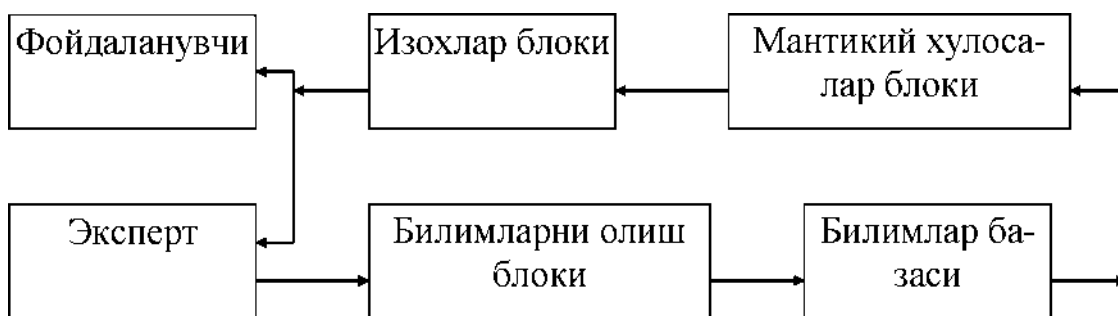 Фойдаланувчи
Изохлар блоки
Мантикий хулоса-
лар блоки
Эксперт
Билимларни олиш
блоки
Билимлар ба-
заси